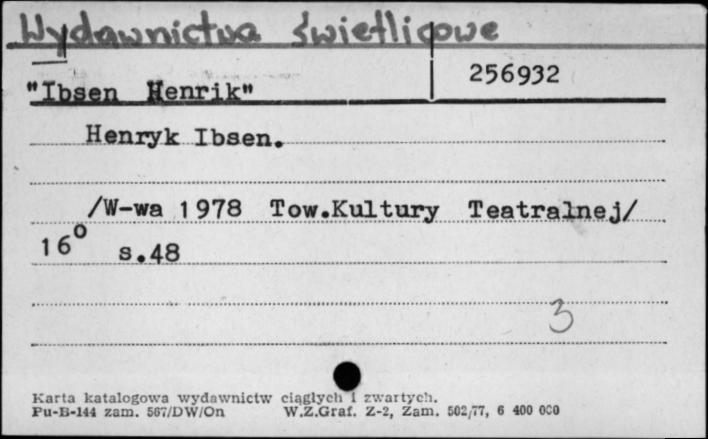 Wydawnictwa świetlicowe
256932
"Ibsen Henrik"
Henryk Ibsen.
/W-wa 1978 Tow.Kultury Teatralnej/
16° s.48
3
Karta katalogowa wydawnictw ciągłych i zwartych.
Pu-B-144 zam. 567/DW/On W.Z.Graf. Z-2, Zam. 502/77, 6 400 000